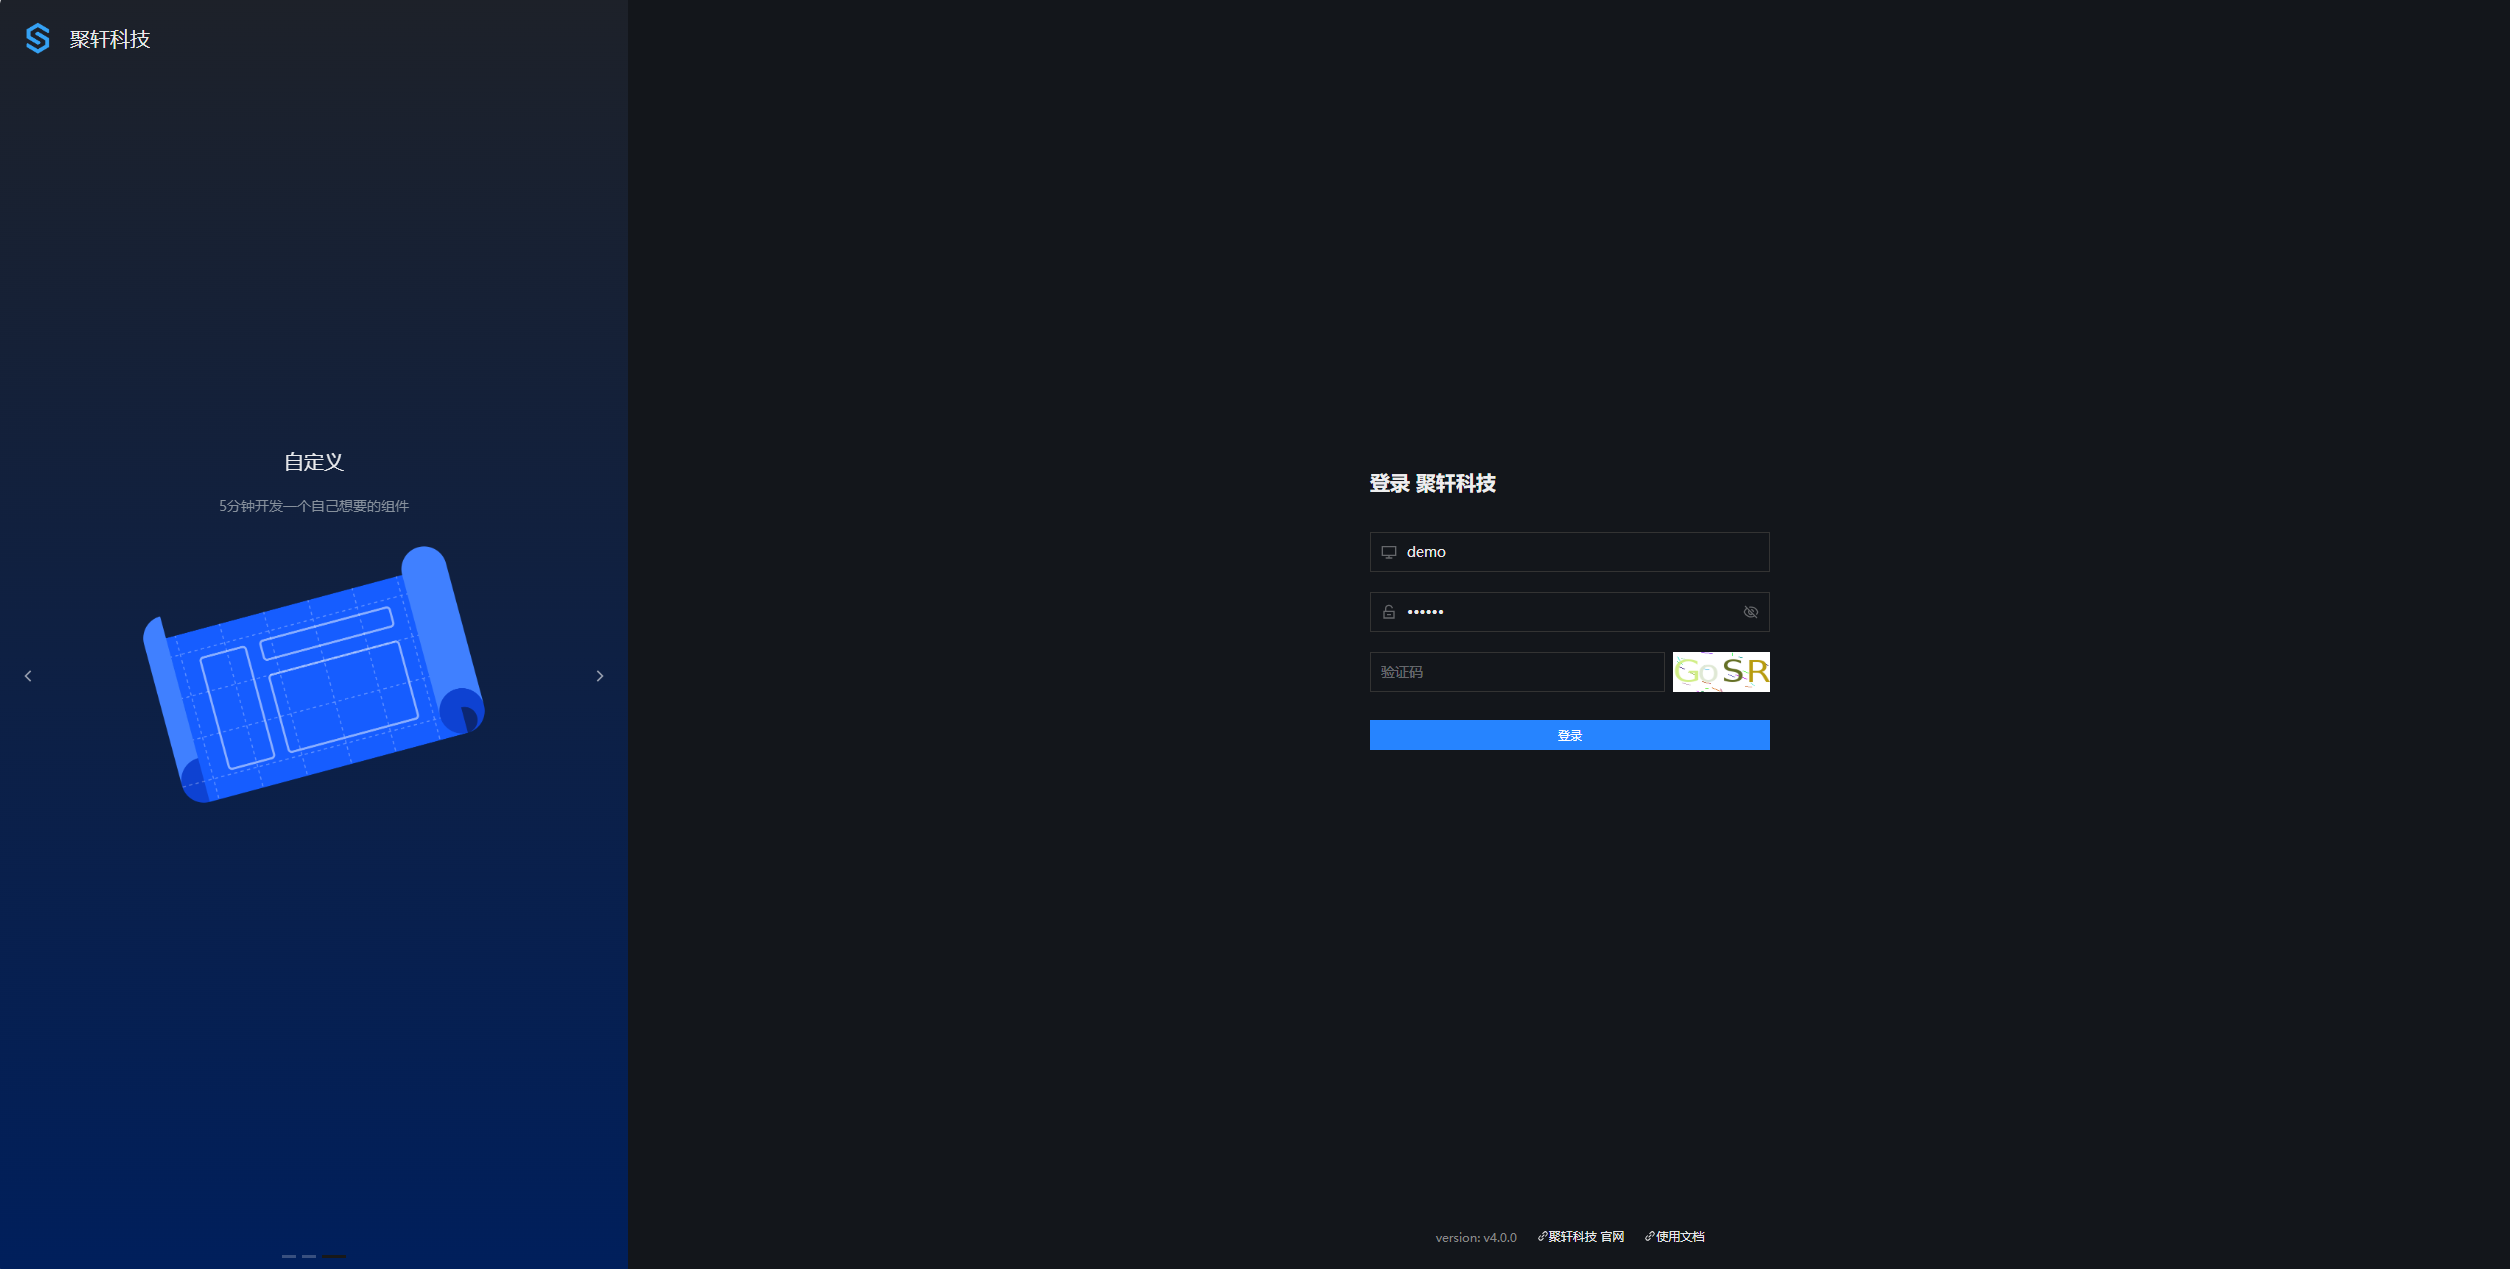 聚轩科技
自定义
5分钟开发一个自己想要的组件
登录 聚轩科技
demo
••••••
验证码
GoSR
登录
version: v4.0.0 聚轩科技 官网 使用文档